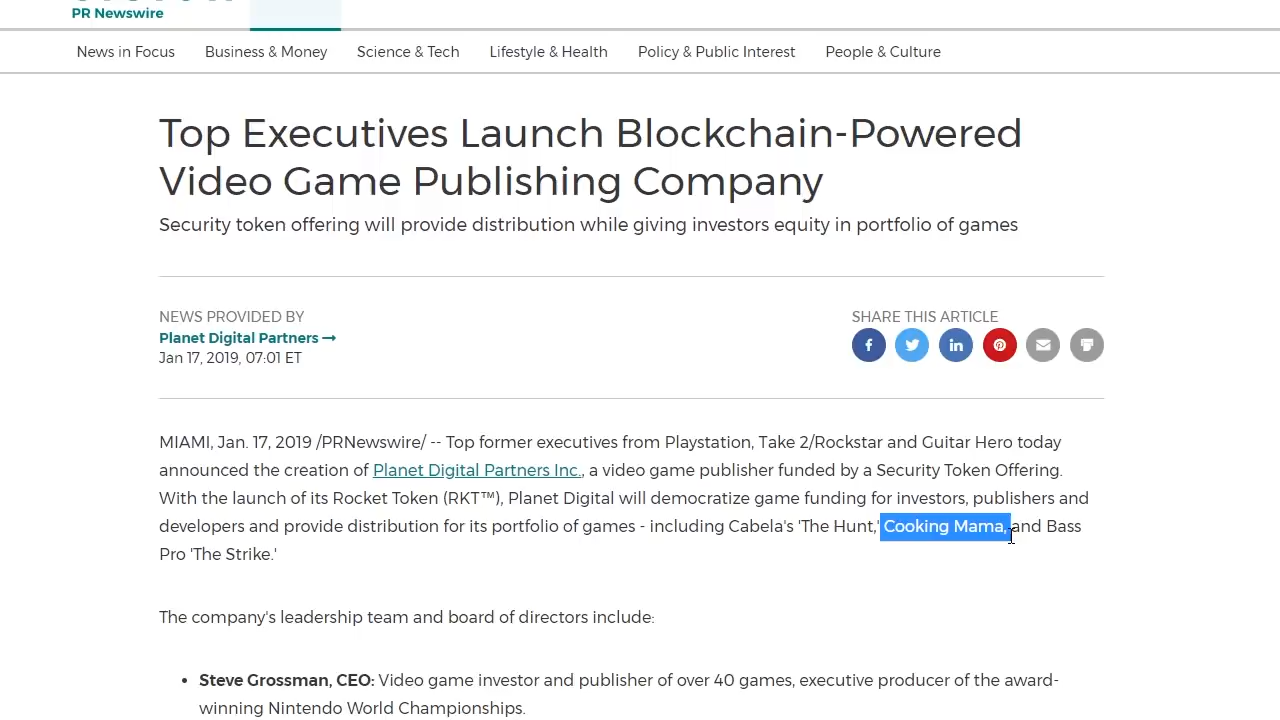 PR Newswire
News in Focus Business & Money Science & Tech Lifestyle & Health Policy & Public Interest People & Culture
Top Executives Launch Blockchain-Powered
Video Game Publishing Company
Security token offering will provide distribution while giving investors equity in portfolio of games
NEWS PROVIDED BY
Planet Digital Partners →
Jan 17, 2019, 07:01 ET
SHARE THIS ARTICLE
MIAMI, Jan. 17, 2019 /PRNewswire/ -- Top former executives from Playstation, Take 2/Rockstar and Guitar Hero today
announced the creation of Planet Digital Partners Inc., a video game publisher funded by a Security Token Offering.
With the launch of its Rocket Token (RKT™), Planet Digital will democratize game funding for investors, publishers and
developers and provide distribution for its portfolio of games - including Cabela's 'The Hunt,' Cooking Mama, and Bass
Pro 'The Strike.'
The company's leadership team and board of directors include:
• Steve Grossman, CEO: Video game investor and publisher of over 40 games, executive producer of the award-
winning Nintendo World Championships.